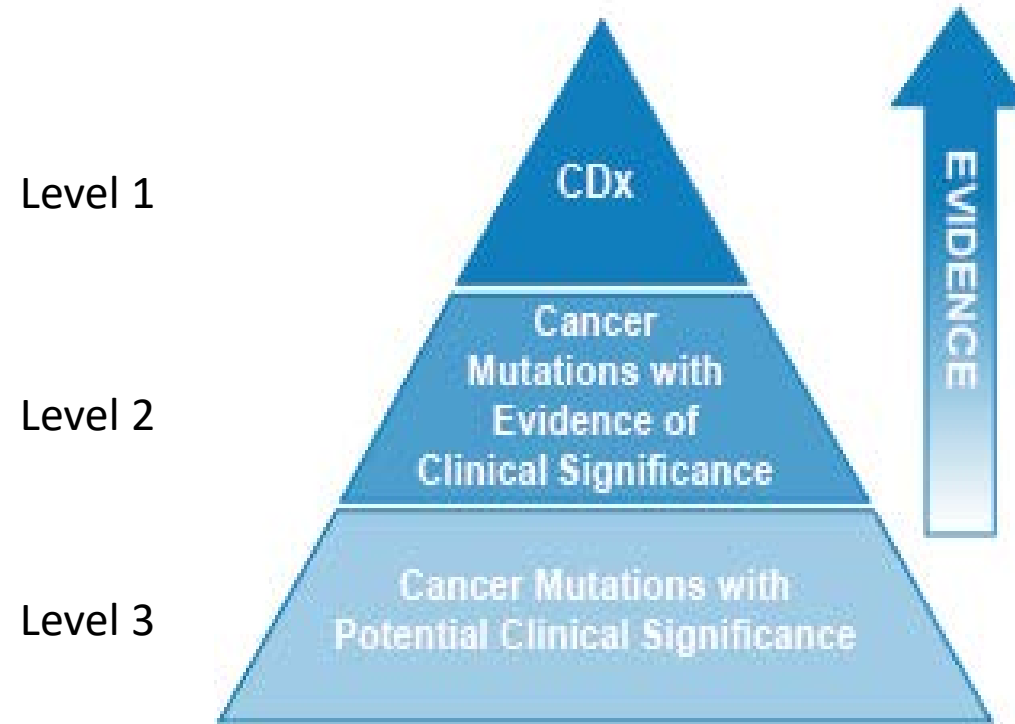 Level 1
CDx
EVIDENCE
Level 2
Cancer
Mutations with
Evidence of
Clinical Significance
Level 3
Cancer Mutations with
Potential Clinical Significance